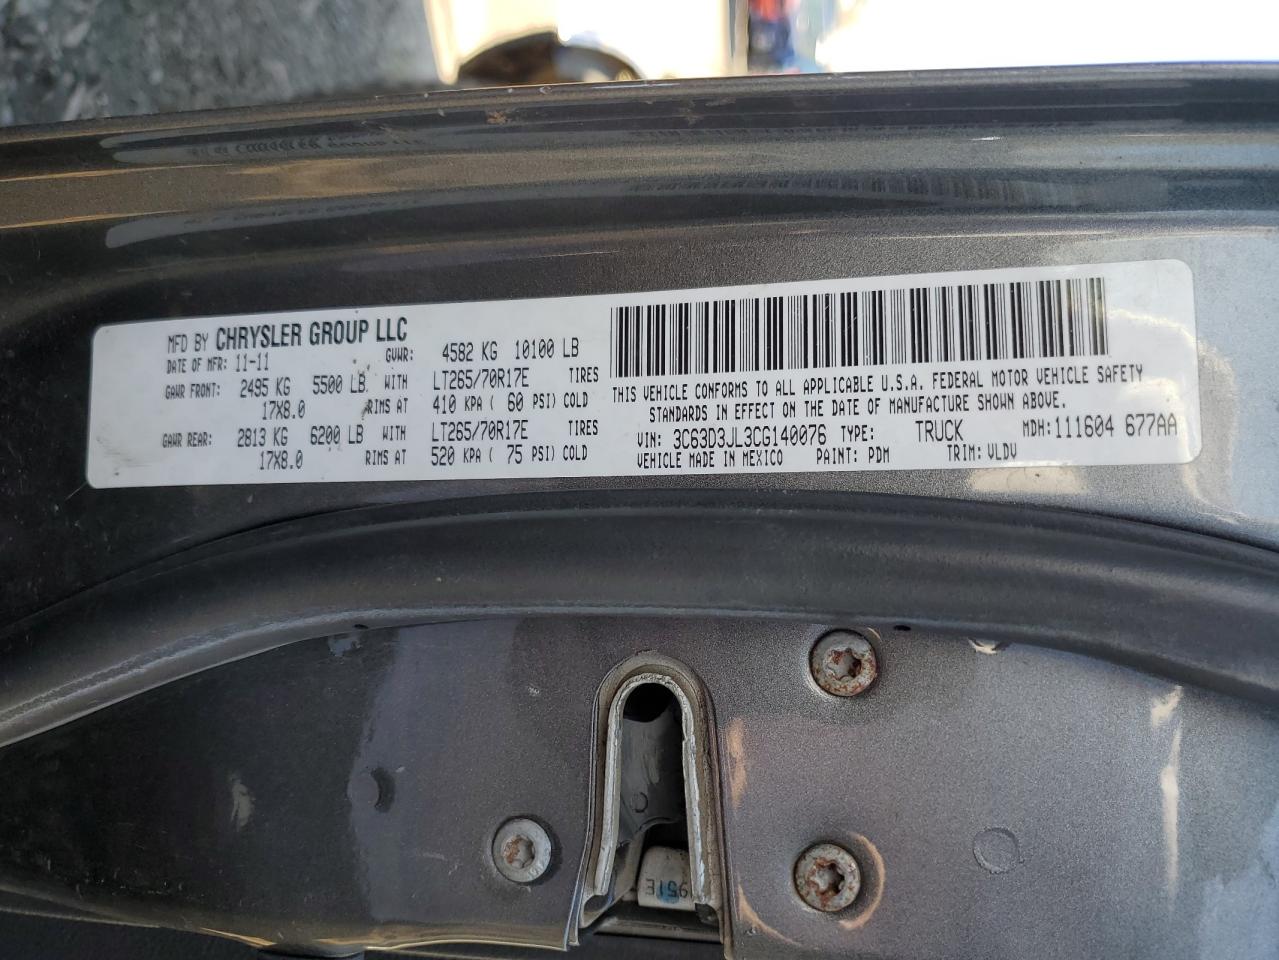 MFD BY CHRYSLER GROUP LLC
DATE OF MFR: 11-11 GVWR: 4582 KG 10100 LB
GAWR FRONT: 2495 KG 5500 LB WITH LT265/70R17E TIRES
17X8.0 RIMS AT 410 KPA ( 60 PSI) COLD
GAWR REAR: 2813 KG 6200 LB WITH LT265/70R17E TIRES
17X8.0 RIMS AT 520 KPA ( 75 PSI) COLD
THIS VEHICLE CONFORMS TO ALL APPLICABLE U.S.A. FEDERAL MOTOR VEHICLE SAFETY
STANDARDS IN EFFECT ON THE DATE OF MANUFACTURE SHOWN ABOVE.
VIN: 3C63D3JL3CG140076 TYPE: TRUCK MDH:111604 677AA
VEHICLE MADE IN MEXICO PAINT: PDM TRIM: VLDV